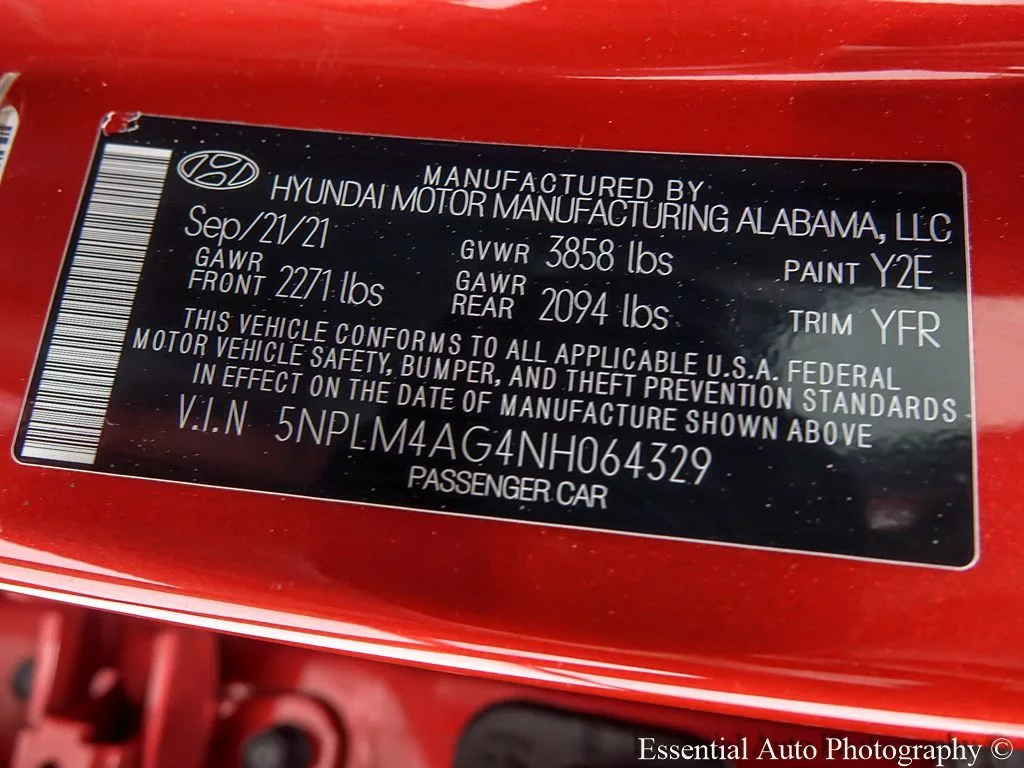 MANUFACTURED BY
HYUNDAI MOTOR MANUFACTURING ALABAMA, LLC
Sep/21/21
GVWR 3858 lbs
PAINT Y2E
GAWR
FRONT 2271 lbs
GAWR
REAR 2094 lbs
TRIM YFR
THIS VEHICLE CONFORMS TO ALL APPLICABLE U.S.A. FEDERAL
MOTOR VEHICLE SAFETY, BUMPER, AND THEFT PREVENTION STANDARDS
IN EFFECT ON THE DATE OF MANUFACTURE SHOWN ABOVE
V.I.N 5NPLM4AG4NH064329
PASSENGER CAR
Essential Auto Photography ©